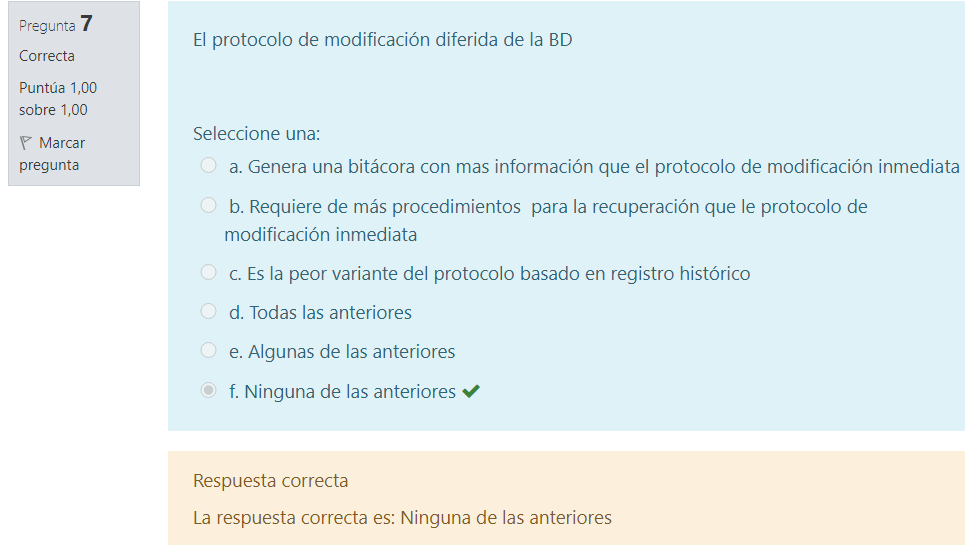 Pregunta 7
Correcta
Puntúa 1,00
sobre 1,00
Marcar
pregunta
El protocolo de modificación diferida de la BD
Seleccione una:
a. Genera una bitácora con mas información que el protocolo de modificación inmediata
b. Requiere de más procedimientos para la recuperación que le protocolo de
modificación inmediata
c. Es la peor variante del protocolo basado en registro histórico
d. Todas las anteriores
e. Algunas de las anteriores
f. Ninguna de las anteriores
Respuesta correcta
La respuesta correcta es: Ninguna de las anteriores